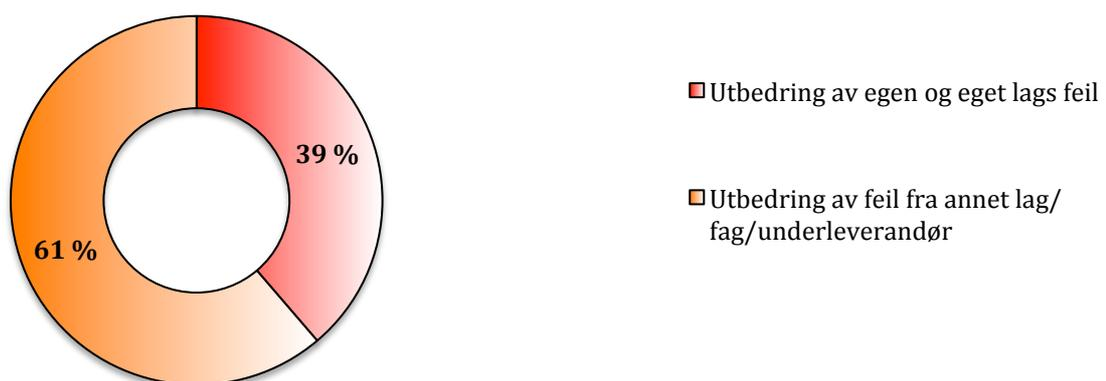 39 %
61 %
Utbedring av egen og eget lags feil
Utbedring av feil fra annet lag/
fag/underleverandør